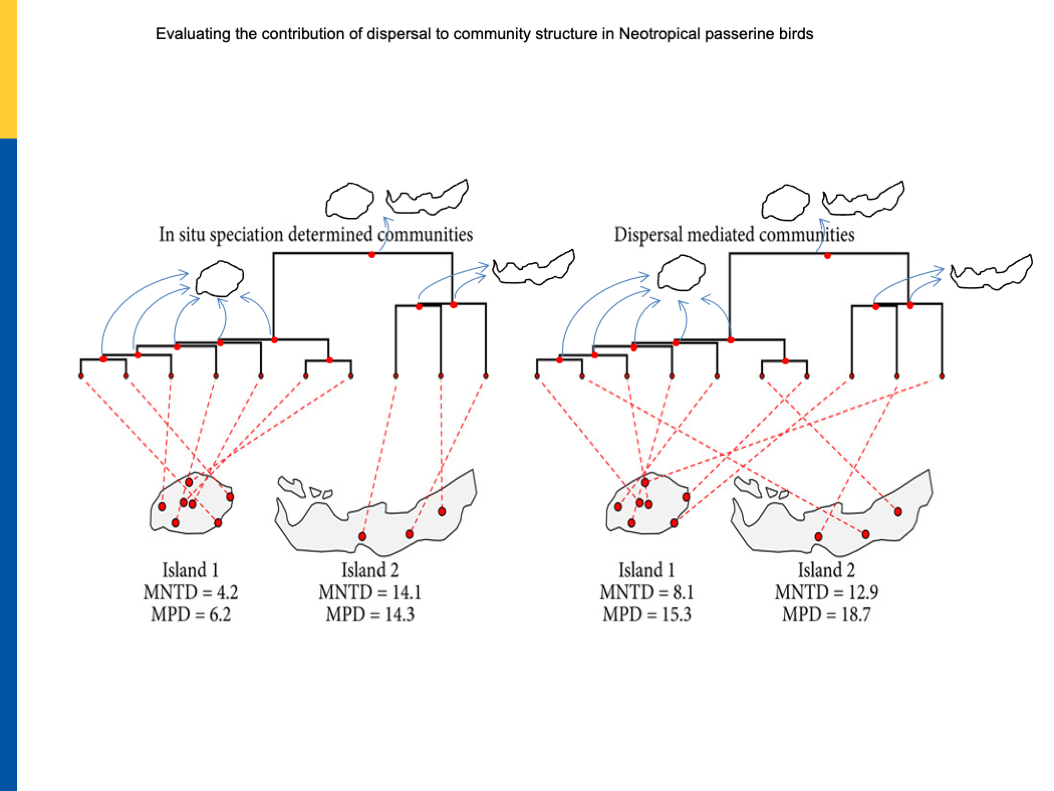 Evaluating the contribution of dispersal to community structure in Neotropical passerine birds
In situ speciation determined communities
Dispersal mediated communities
Island 1
MNTD = 4.2
MPD = 6.2
Island 2
MNTD = 14.1
MPD = 14.3
Island 1
MNTD = 8.1
MPD = 15.3
Island 2
MNTD = 12.9
MPD = 18.7